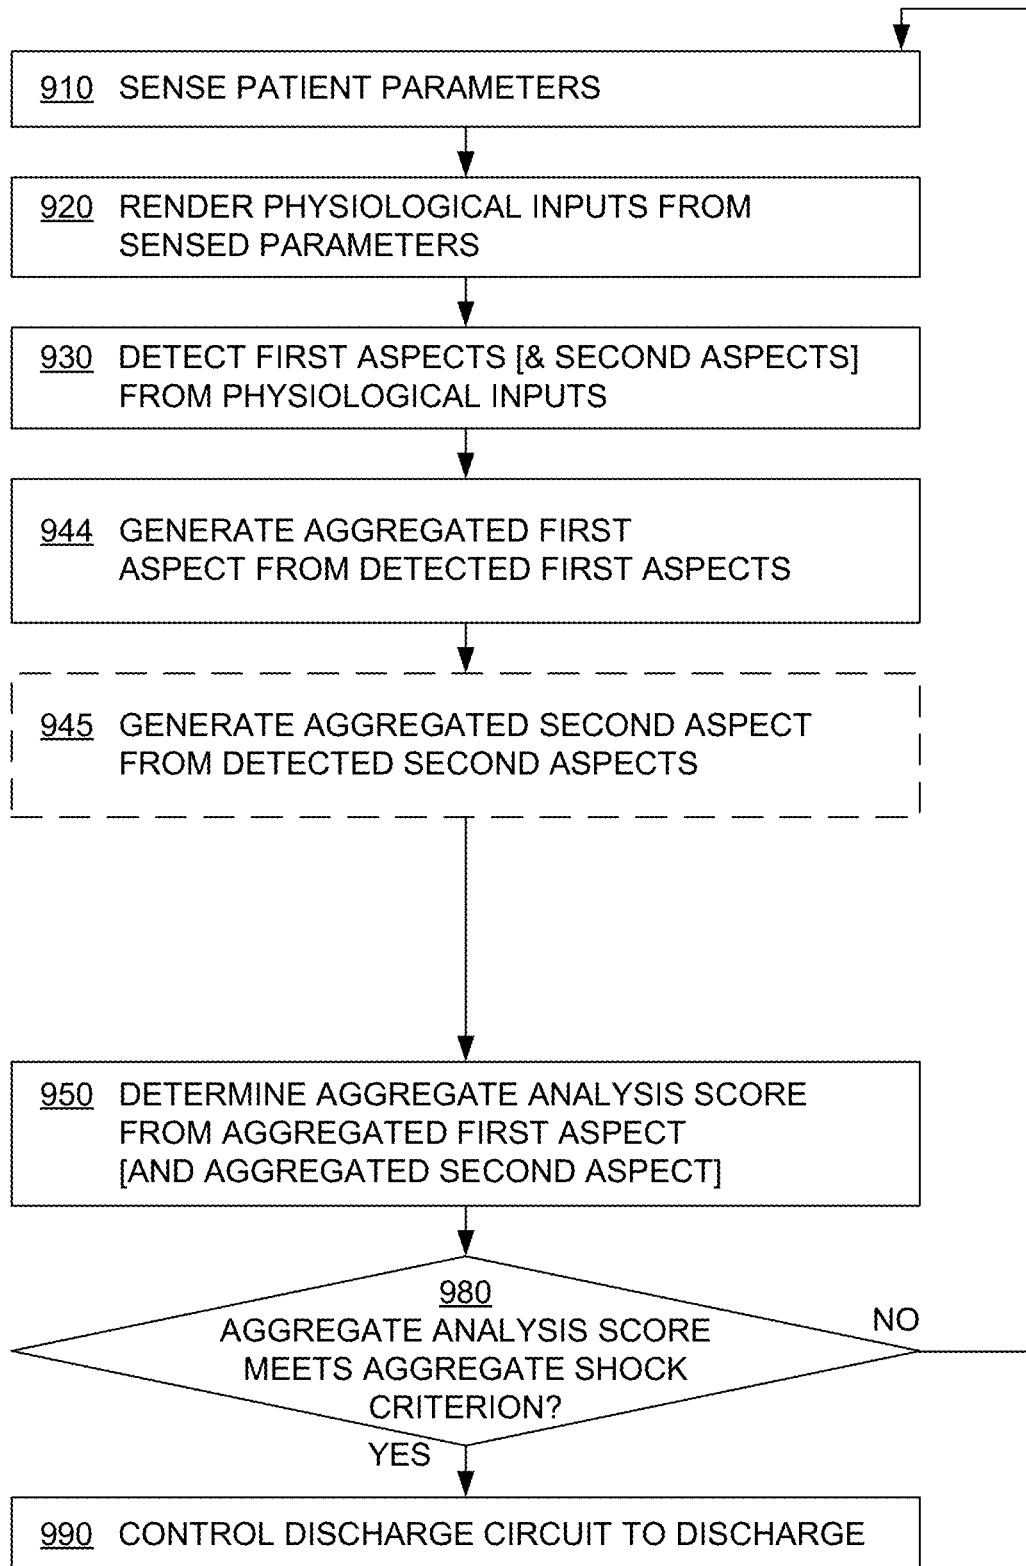 910 SENSE PATIENT PARAMETERS
920 RENDER PHYSIOLOGICAL INPUTS FROM
SENSED PARAMETERS
930 DETECT FIRST ASPECTS [& SECOND ASPECTS]
FROM PHYSIOLOGICAL INPUTS
944 GENERATE AGGREGATED FIRST
ASPECT FROM DETECTED FIRST ASPECTS
945 GENERATE AGGREGATED SECOND ASPECT
FROM DETECTED SECOND ASPECTS
950 DETERMINE AGGREGATE ANALYSIS SCORE
FROM AGGREGATED FIRST ASPECT
[AND AGGREGATED SECOND ASPECT]
980
AGGREGATE ANALYSIS SCORE
MEETS AGGREGATE SHOCK
CRITERION?
NO
YES
990 CONTROL DISCHARGE CIRCUIT TO DISCHARGE